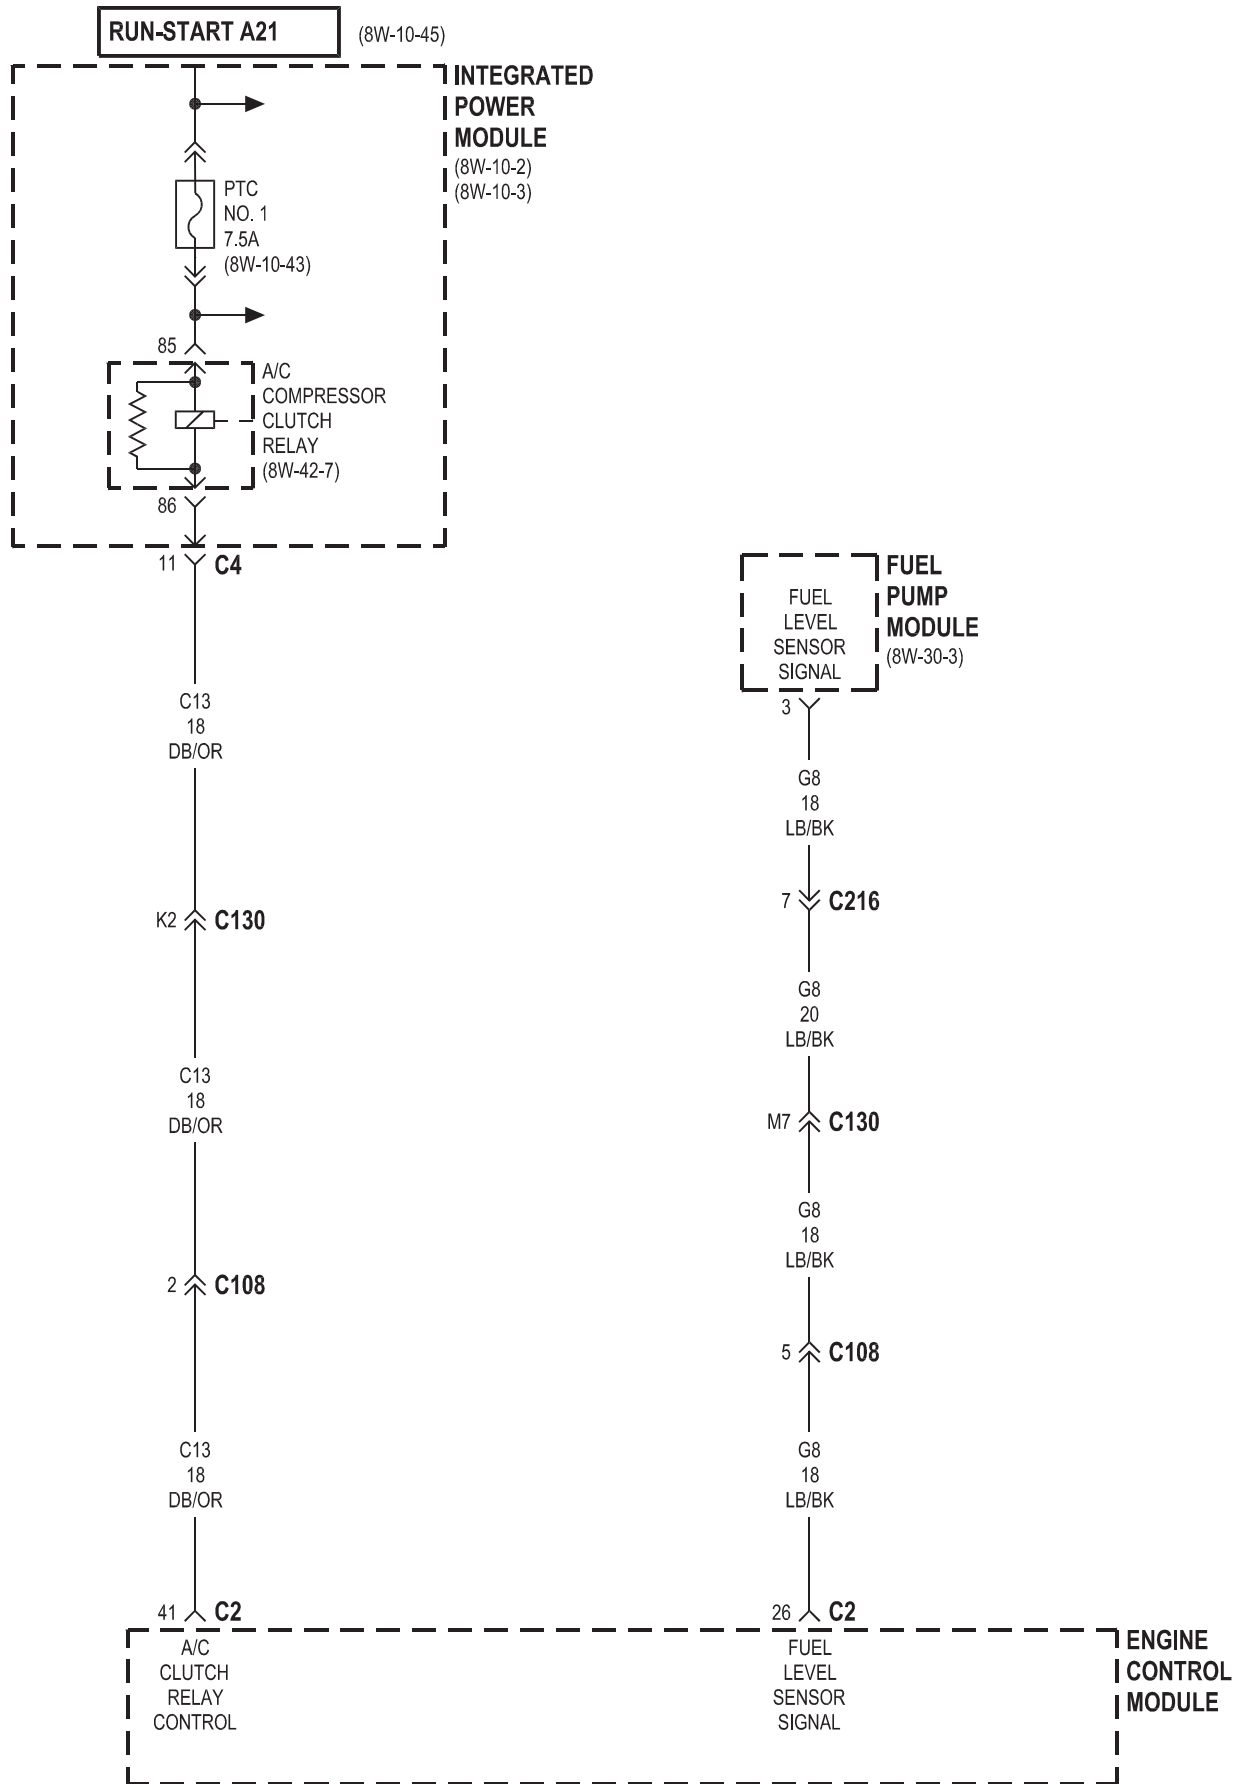 RUN-START A21 (8W-10-45)
INTEGRATED
POWER
MODULE
(8W-10-2)
(8W-10-3)
PTC
NO. 1
7.5A
(8W-10-43)
85
A/C
COMPRESSOR
CLUTCH
RELAY
(8W-42-7)
86
11 C4
C13
18
DB/OR
K2 C130
C13
18
DB/OR
2 C108
C13
18
DB/OR
41 C2
A/C
CLUTCH
RELAY
CONTROL
FUEL
PUMP
MODULE
(8W-30-3)
FUEL
LEVEL
SENSOR
SIGNAL
3
G8
18
LB/BK
7 C216
G8
20
LB/BK
M7 C130
G8
18
LB/BK
5 C108
G8
18
LB/BK
26 C2
FUEL
LEVEL
SENSOR
SIGNAL
ENGINE
CONTROL
MODULE